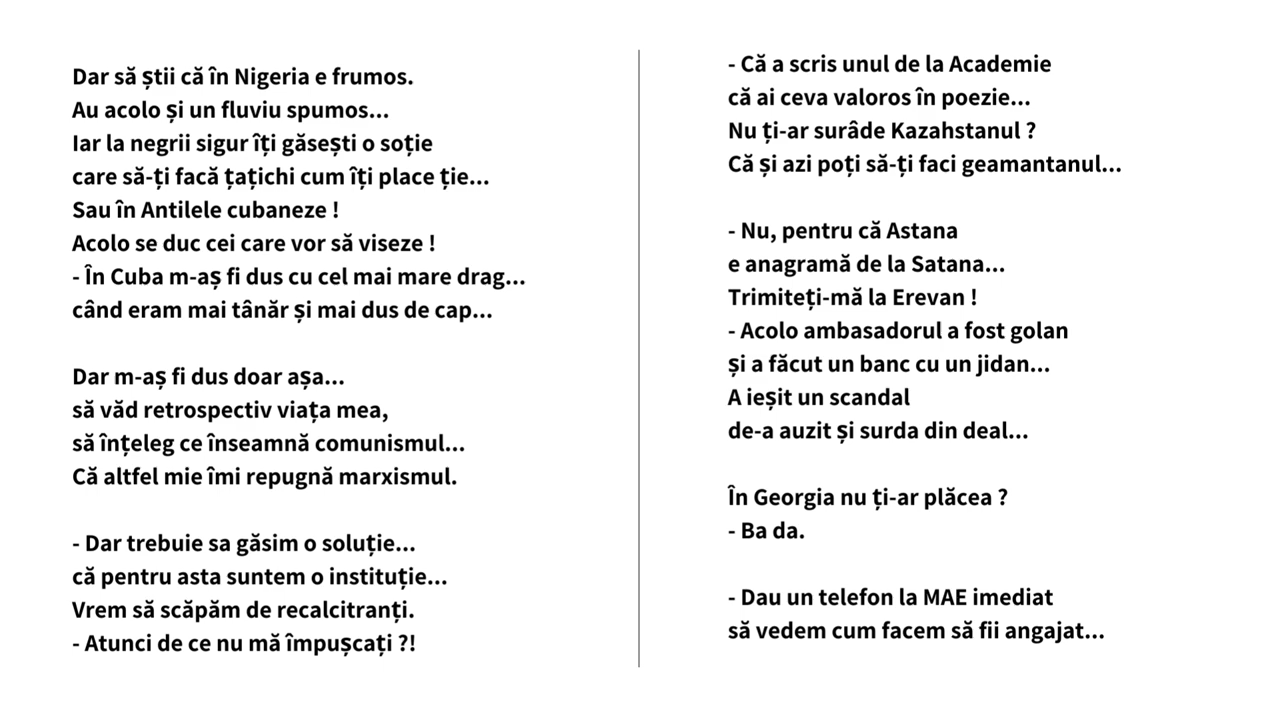 Dar să știi că în Nigeria e frumos.
Au acolo și un fluviu spumos...
Iar la negrii sigur îți găsești o soție
care să-ți facă țațichi cum îți place ție...
Sau în Antilele cubaneze !
Acolo se duc cei care vor să viseze !
- În Cuba m-aș fi dus cu cel mai mare drag...
când eram mai tânăr și mai dus de cap...

Dar m-aș fi dus doar așa...
să văd retrospectiv viața mea,
să înțeleg ce înseamnă comunismul...
Că altfel mie îmi repugnă marxismul.

- Dar trebuie sa găsim o soluție...
că pentru asta suntem o instituție...
Vrem să scăpăm de recalcitranți.
- Atunci de ce nu mă împușcați ?!

- Că a scris unul de la Academie
că ai ceva valoros în poezie...
Nu ți-ar surâde Kazahstanul ?
Că și azi poți să-ți faci geamantanul...

- Nu, pentru că Astana
e anagramă de la Satana...
Trimiteți-mă la Erevan !
- Acolo ambasadorul a fost golan
și a făcut un banc cu un jidan...
A ieșit un scandal
de-a auzit și surda din deal...

În Georgia nu ți-ar plăcea ?
- Ba da.

- Dau un telefon la MAE imediat
să vedem cum facem să fii angajat...